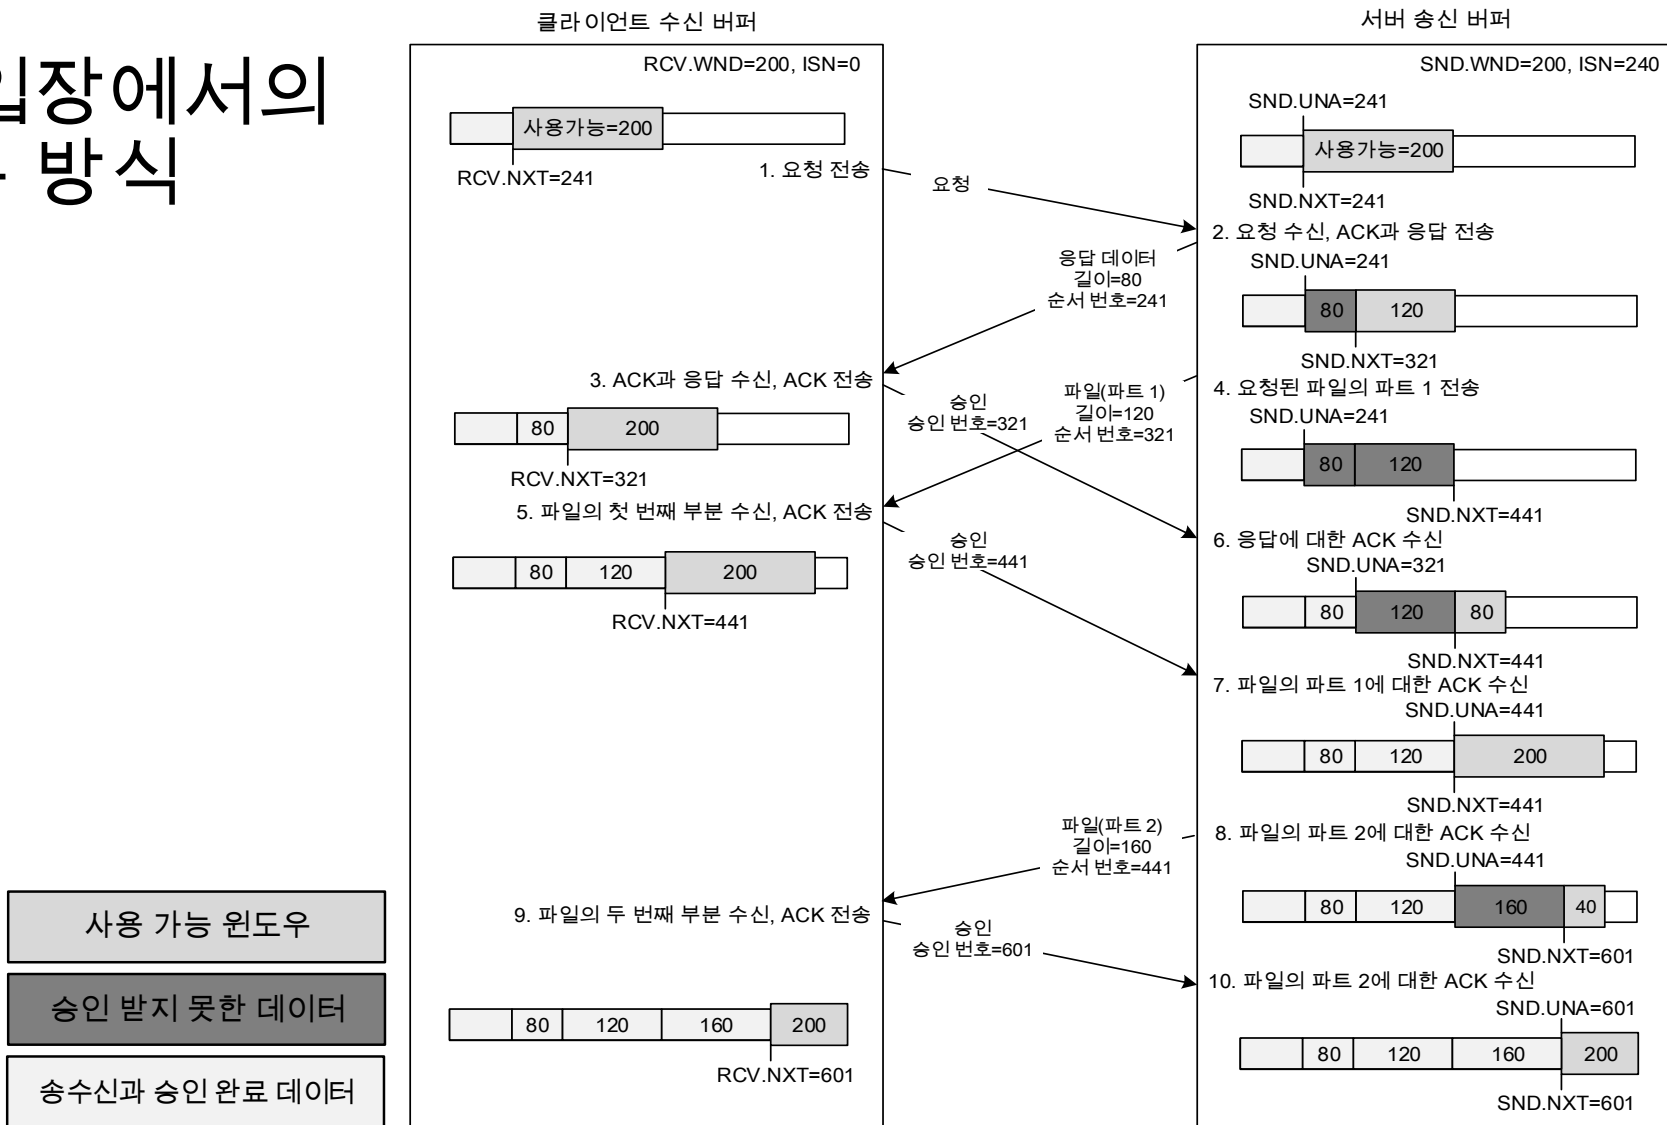 입장에서의
방식
클라이언트 수신 버퍼
RCV.WND=200, ISN=0
사용가능=200
RCV.NXT=241
1. 요청 전송
3. ACK과 응답 수신, ACK 전송
80
200
RCV.NXT=321
5. 파일의 첫 번째 부분 수신, ACK 전송
80
120
200
RCV.NXT=441
9. 파일의 두 번째 부분 수신, ACK 전송
80
120
160
200
RCV.NXT=601
요청
응답 데이터
길이=80
순서 번호=241
승인
승인 번호=321
파일(파트 1)
길이=120
순서 번호=321
승인
승인 번호=441
파일(파트 2)
길이=160
순서 번호=441
승인
승인 번호=601
서버 송신 버퍼
SND.WND=200, ISN=240
SND.UNA=241
사용가능=200
SND.NXT=241
2. 요청 수신, ACK과 응답 전송
SND.UNA=241
80
120
SND.NXT=321
4. 요청된 파일의 파트 1 전송
SND.UNA=241
80
120
SND.NXT=441
6. 응답에 대한 ACK 수신
SND.UNA=321
80
120
80
SND.NXT=441
7. 파일의 파트 1에 대한 ACK 수신
SND.UNA=441
80
120
200
SND.NXT=441
8. 파일의 파트 2에 대한 ACK 수신
SND.UNA=441
80
120
160
40
SND.NXT=601
10. 파일의 파트 2에 대한 ACK 수신
SND.UNA=601
80
120
160
200
SND.NXT=601
사용 가능 윈도우
승인 받지 못한 데이터
송수신과 승인 완료 데이터